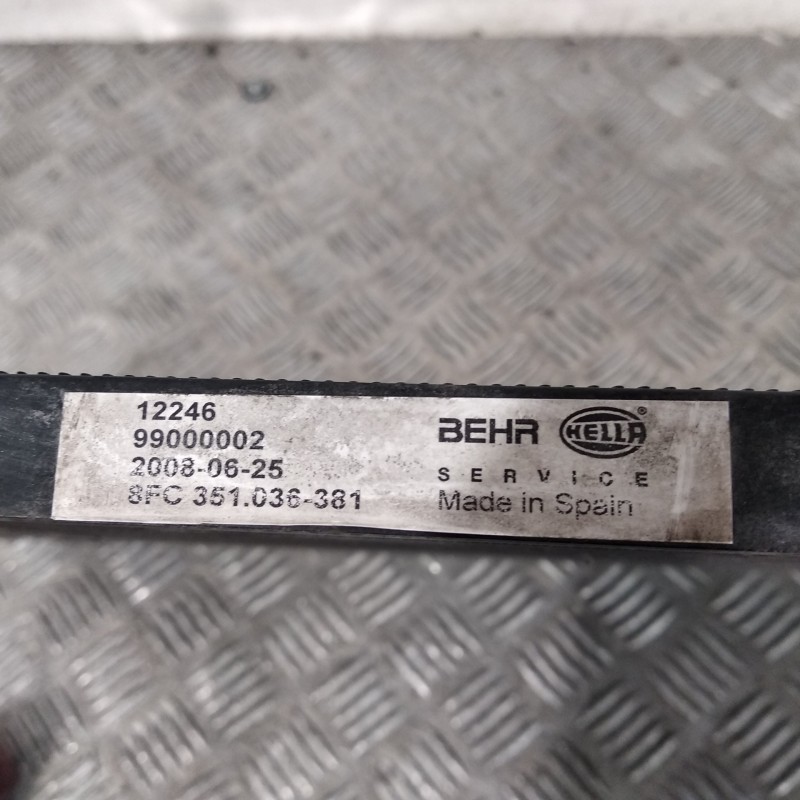 12246
99000002
2008-06-25
8FC 351.036-381
BEHR HELLA ®
SERVICE
Made in Spain